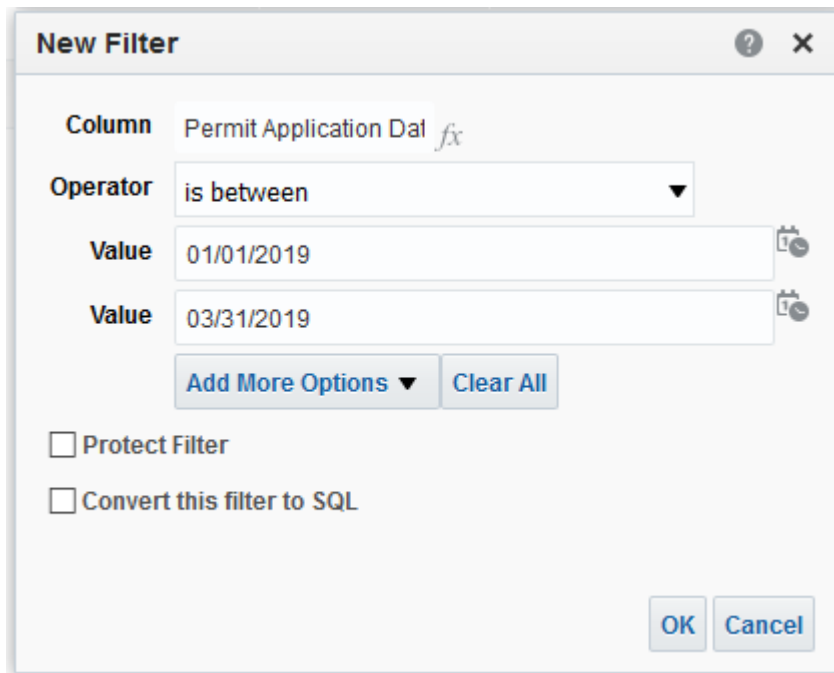 New Filter
Column Permit Application Dat fx
Operator is between
Value 01/01/2019
Value 03/31/2019
Add More Options Clear All
Protect Filter
Convert this filter to SQL
OK Cancel